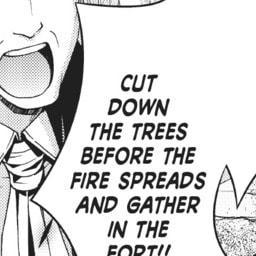 CUT
DOWN
THE TREES
BEFORE THE
FIRE SPREADS
AND GATHER
IN THE
FORT!!